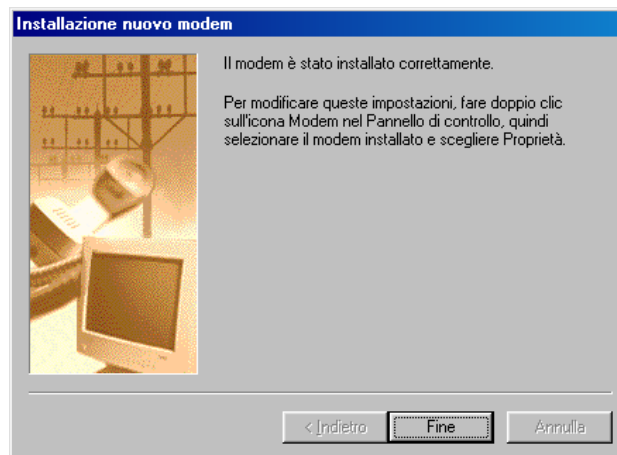 Installazione nuovo modem
Il modem è stato installato correttamente.
Per modificare queste impostazioni, fare doppio clic
sull'icona Modem nel Pannello di controllo, quindi
selezionare il modem installato e scegliere Proprietà.
< Indietro
Fine
Annulla